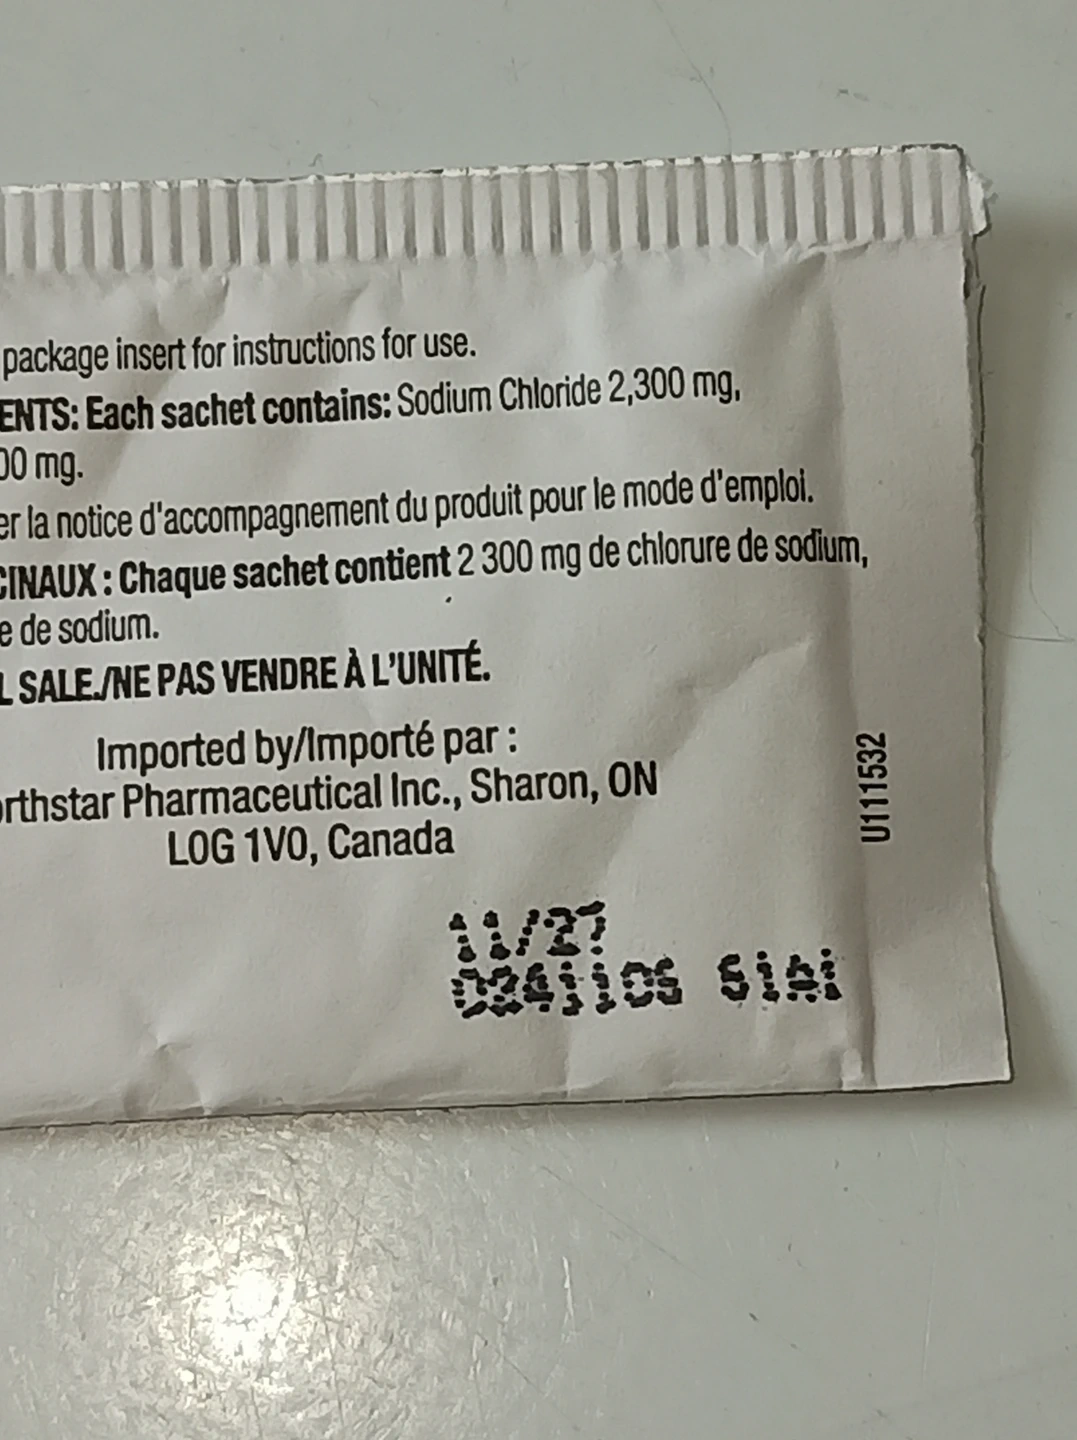 package insert for instructions for use.
ENTS: Each sachet contains: Sodium Chloride 2,300 mg,
00 mg.
er la notice d'accompagnement du produit pour le mode d'emploi.
CINAUX : Chaque sachet contient 2 300 mg de chlorure de sodium,
e de sodium.
L SALE./NE PAS VENDRE À L'UNITÉ.
Imported by/Importé par :
orthstar Pharmaceutical Inc., Sharon, ON
L0G 1V0, Canada
U111532
11/27